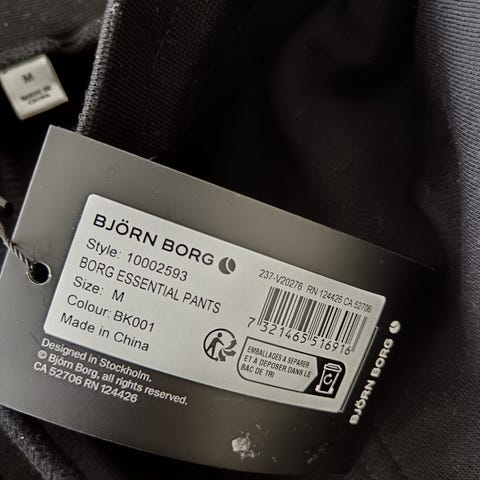 M
MADE IN
CHINA
BJÖRN BORG
Style: 10002593
BORG ESSENTIAL PANTS
Size: M
Colour: BK001
Made in China
237-V20276 RN 124426 CA 52706
7 321465 516916
EMBALLAGES A SEPARER
ET A DEPOSER DANS LE
BAC DE TRI
Designed in Stockholm.
© Björn Borg, all rights reserved.
CA 52706 RN 124426
BJÖRN BORG